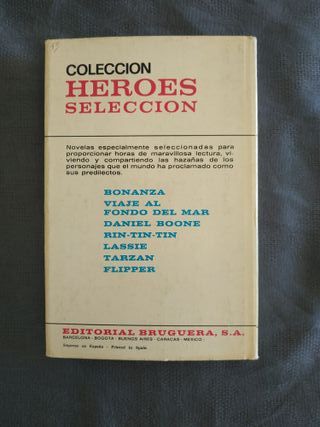 COLECCION
HEROES
SELECCION
Novelas especialmente seleccionadas para
proporcionar horas de maravillosa lectura, vi-
viendo y compartiendo las hazañas de los
personajes que el mundo ha proclamado como
sus predilectos.
BONANZA
VIAJE AL
FONDO DEL MAR
DANIEL BOONE
RIN-TIN-TIN
LASSIE
TARZAN
FLIPPER
EDITORIAL BRUGUERA, S.A.
BARCELONA - BOGOTA - BUENOS AIRES - CARACAS - MEXICO
Impreso en España - Printed in Spain